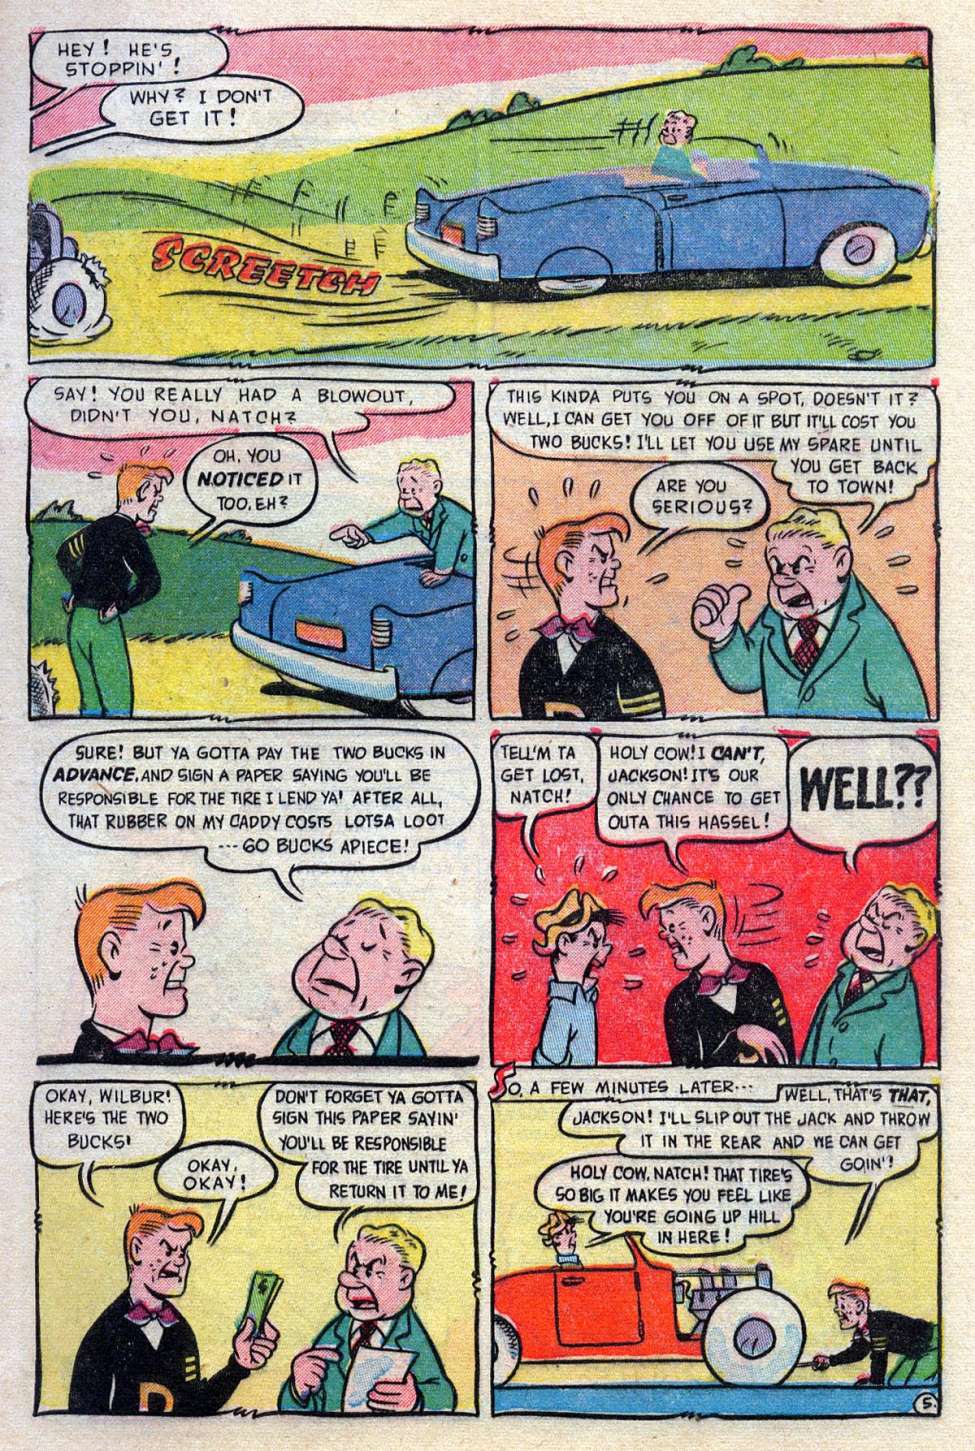 HEY! HE'S
STOPPIN'!
WHY? I DON'T
GET IT!
SCREETCH
SAY! YOU REALLY HAD A BLOWOUT,
DIDN'T YOU, NATCH?
OH, YOU
NOTICED IT
TOO, EH?
THIS KINDA PUTS YOU ON A SPOT, DOESN'T IT?
WELL, I CAN GET YOU OFF OF IT BUT IT'LL COST YOU
TWO BUCKS! I'LL LET YOU USE MY SPARE UNTIL
YOU GET BACK
TO TOWN!
ARE YOU
SERIOUS?
SURE! BUT YA GOTTA PAY THE TWO BUCKS IN
ADVANCE, AND SIGN A PAPER SAYING YOU'LL BE
RESPONSIBLE FOR THE TIRE I LEND YA! AFTER ALL,
THAT RUBBER ON MY CADDY COSTS LOTSA LOOT
---60 BUCKS APIECE!
TELL'M TA
GET LOST,
NATCH!
HOLY COW! I CAN'T,
JACKSON! IT'S OUR
ONLY CHANCE TO GET
OUTA THIS HASSEL!
WELL??
OKAY, WILBUR!
HERE'S THE TWO
BUCKS!
OKAY,
OKAY!
DON'T FORGET YA GOTTA
SIGN THIS PAPER SAYIN'
YOU'LL BE RESPONSIBLE
FOR THE TIRE UNTIL YA
RETURN IT TO ME!
SO, A FEW MINUTES LATER---
WELL, THAT'S THAT,
JACKSON! I'LL SLIP OUT THE JACK AND THROW
IT IN THE REAR AND WE CAN GET
GOIN'!
HOLY COW, NATCH! THAT TIRE'S
SO BIG IT MAKES YOU FEEL LIKE
YOU'RE GOING UP HILL
IN HERE!
5.